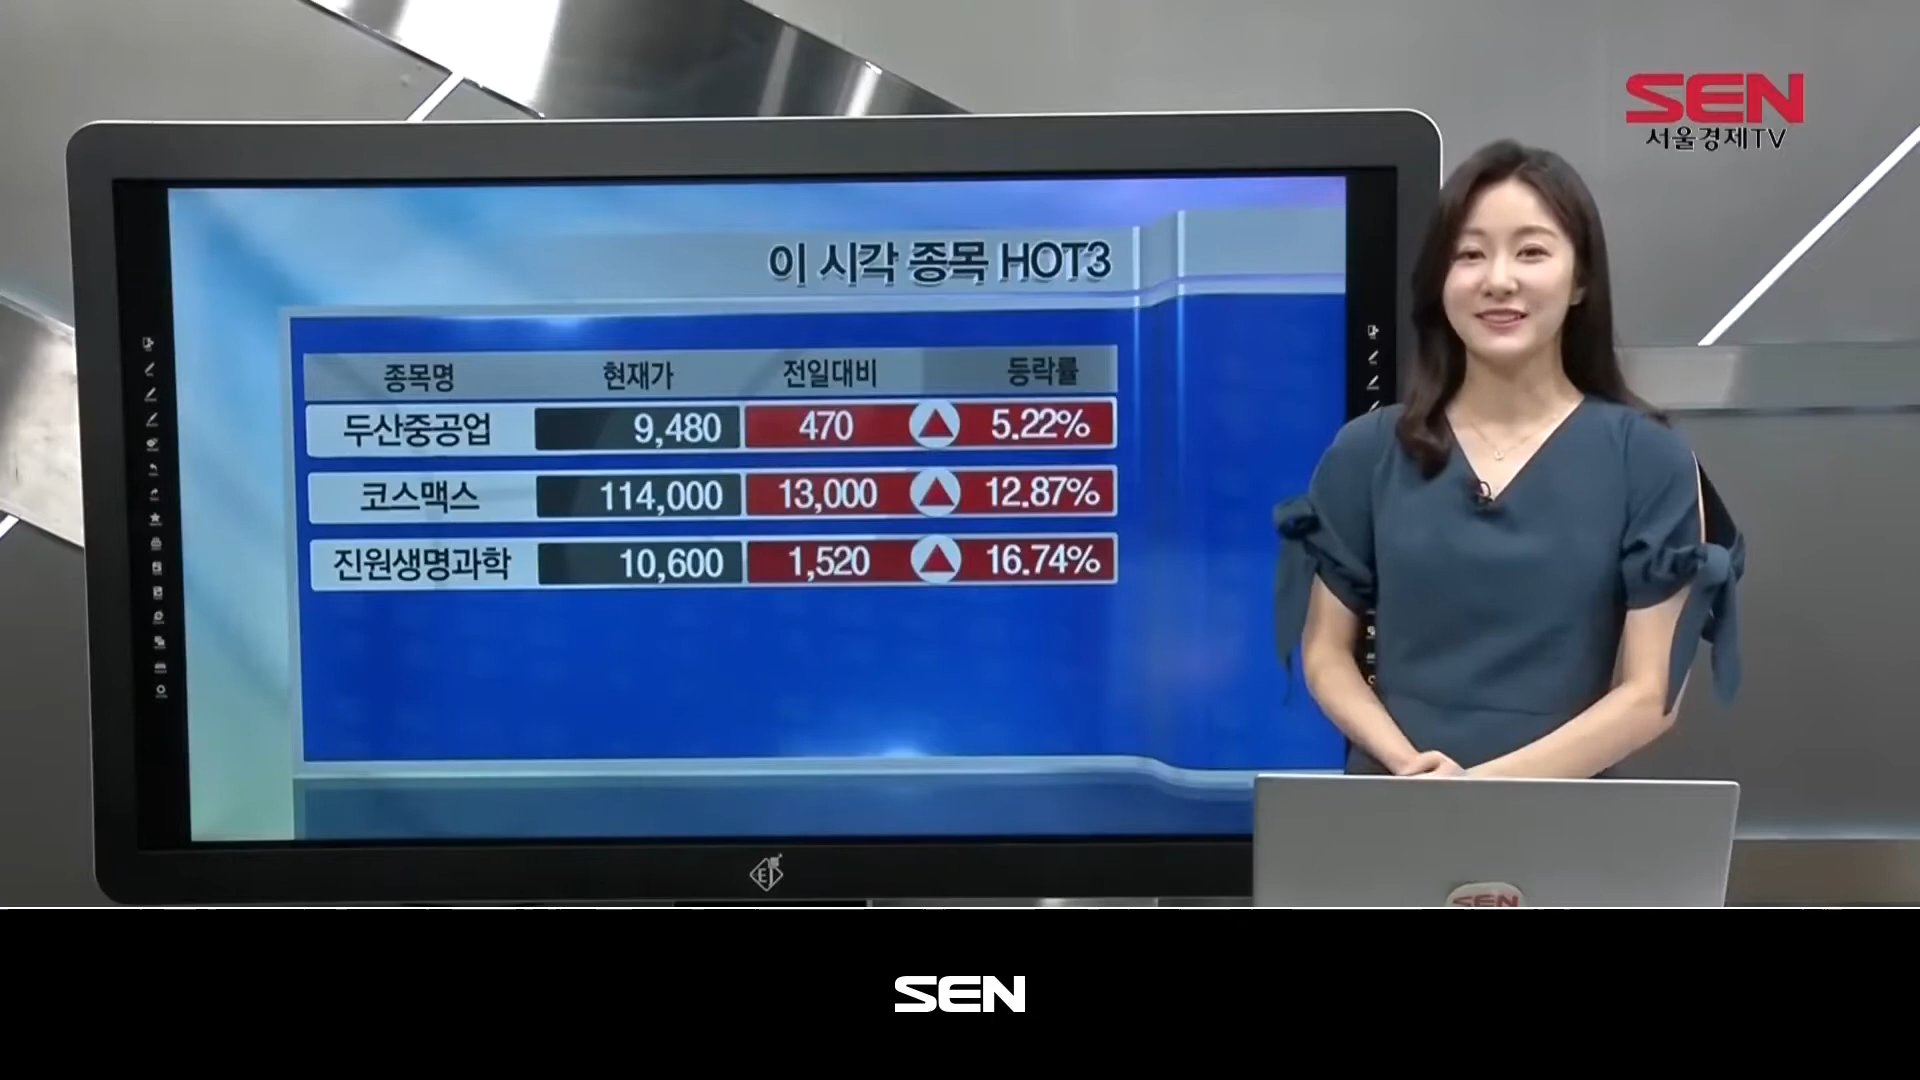 SEN
서울경제TV
이 시각 종목 HOT3
종목명 현재가 전일대비 등락률
두산중공업 9,480 470 ▲ 5.22%
코스맥스 114,000 13,000 ▲ 12.87%
진원생명과학 10,600 1,520 ▲ 16.74%
SEN
SEN